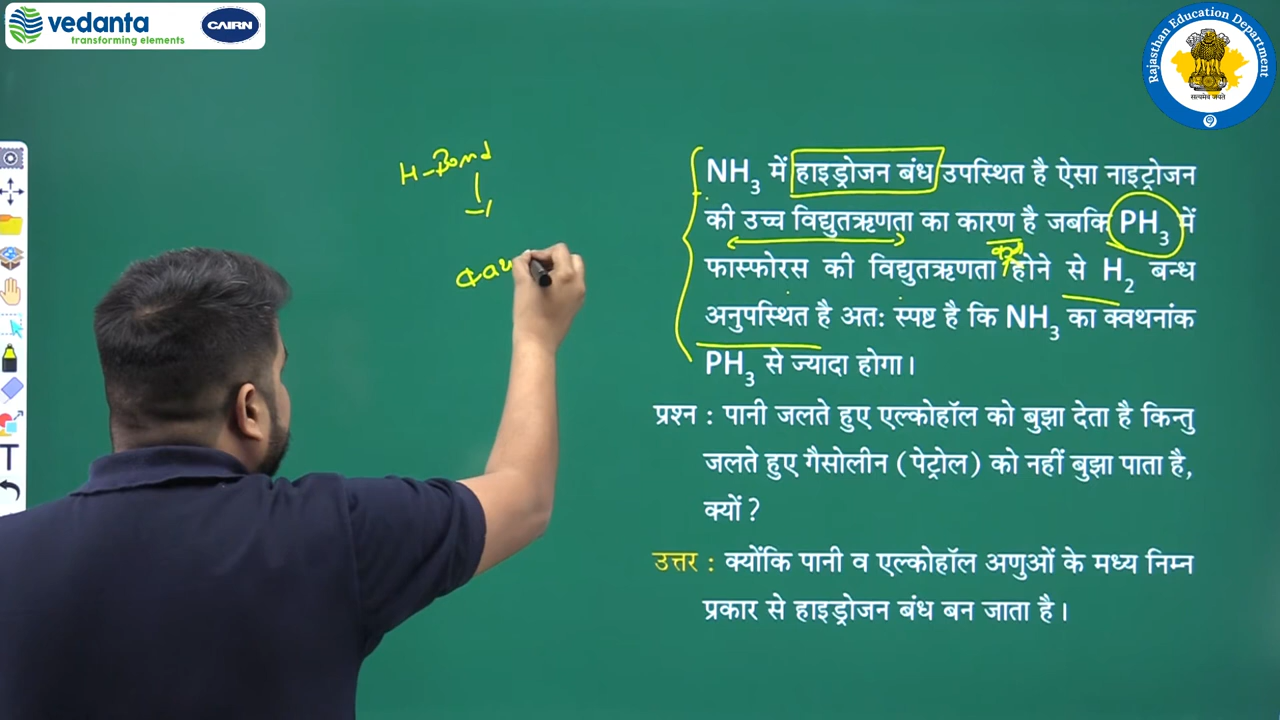 vedanta
transforming elements
CAIRN
Rajasthan Education Department
सत्यमेव जयते
H-Bond
NH3 में हाइड्रोजन बंध उपस्थित है ऐसा नाइट्रोजन
की उच्च विद्युतऋणता का कारण है जबकि PH3 में
फास्फोरस की विद्युतऋणता कम होने से H2 बन्ध
अनुपस्थित है अतः स्पष्ट है कि NH3 का क्वथनांक
PH3 से ज्यादा होगा।
प्रश्न : पानी जलते हुए एल्कोहॉल को बुझा देता है किन्तु
जलते हुए गैसोलीन (पेट्रोल) को नहीं बुझा पाता है,
क्यों ?
उत्तर : क्योंकि पानी व एल्कोहॉल अणुओं के मध्य निम्न
प्रकार से हाइड्रोजन बंध बन जाता है।
T